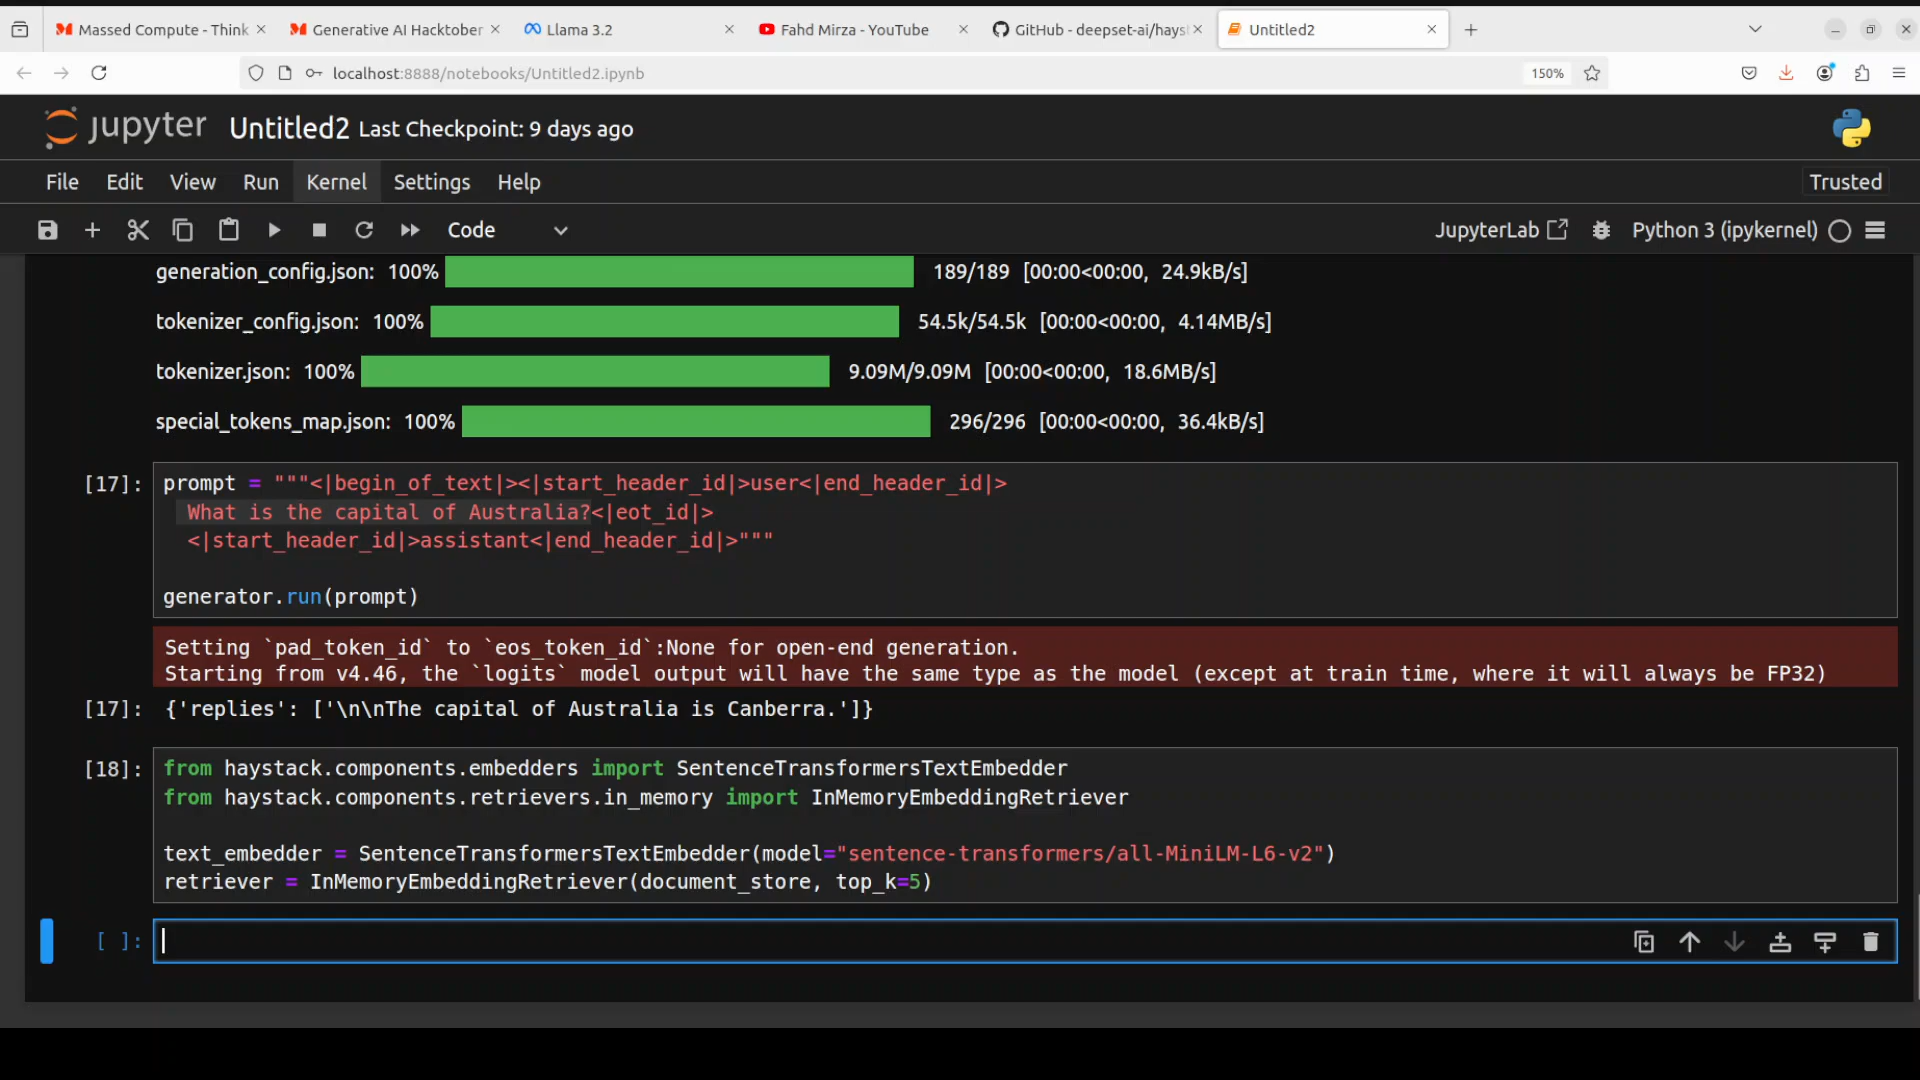 Massed Compute - Think
Generative AI Hacktober
Llama 3.2
Fahd Mirza - YouTube
GitHub - deepset-ai/hays
Untitled2
localhost:8888/notebooks/Untitled2.ipynb
150%
jupyter Untitled2 Last Checkpoint: 9 days ago
File Edit View Run Kernel Settings Help
Trusted
Code
JupyterLab
Python 3 (ipykernel)
generation_config.json: 100% 189/189 [00:00<00:00, 24.9kB/s]
tokenizer_config.json: 100% 54.5k/54.5k [00:00<00:00, 4.14MB/s]
tokenizer.json: 100% 9.09M/9.09M [00:00<00:00, 18.6MB/s]
special_tokens_map.json: 100% 296/296 [00:00<00:00, 36.4kB/s]
[17]: prompt = """<|begin_of_text|><|start_header_id|>user<|end_header_id|>
What is the capital of Australia?<|eot_id|>
<|start_header_id|>assistant<|end_header_id|>"""
generator.run(prompt)
Setting `pad_token_id` to `eos_token_id`:None for open-end generation.
Starting from v4.46, the `logits` model output will have the same type as the model (except at train time, where it will always be FP32)
[17]: {'replies': ['\n\nThe capital of Australia is Canberra.']}
[18]: from haystack.components.embedders import SentenceTransformersTextEmbedder
from haystack.components.retrievers.in_memory import InMemoryEmbeddingRetriever
text_embedder = SentenceTransformersTextEmbedder(model="sentence-transformers/all-MiniLM-L6-v2")
retriever = InMemoryEmbeddingRetriever(document_store, top_k=5)
[ ]: